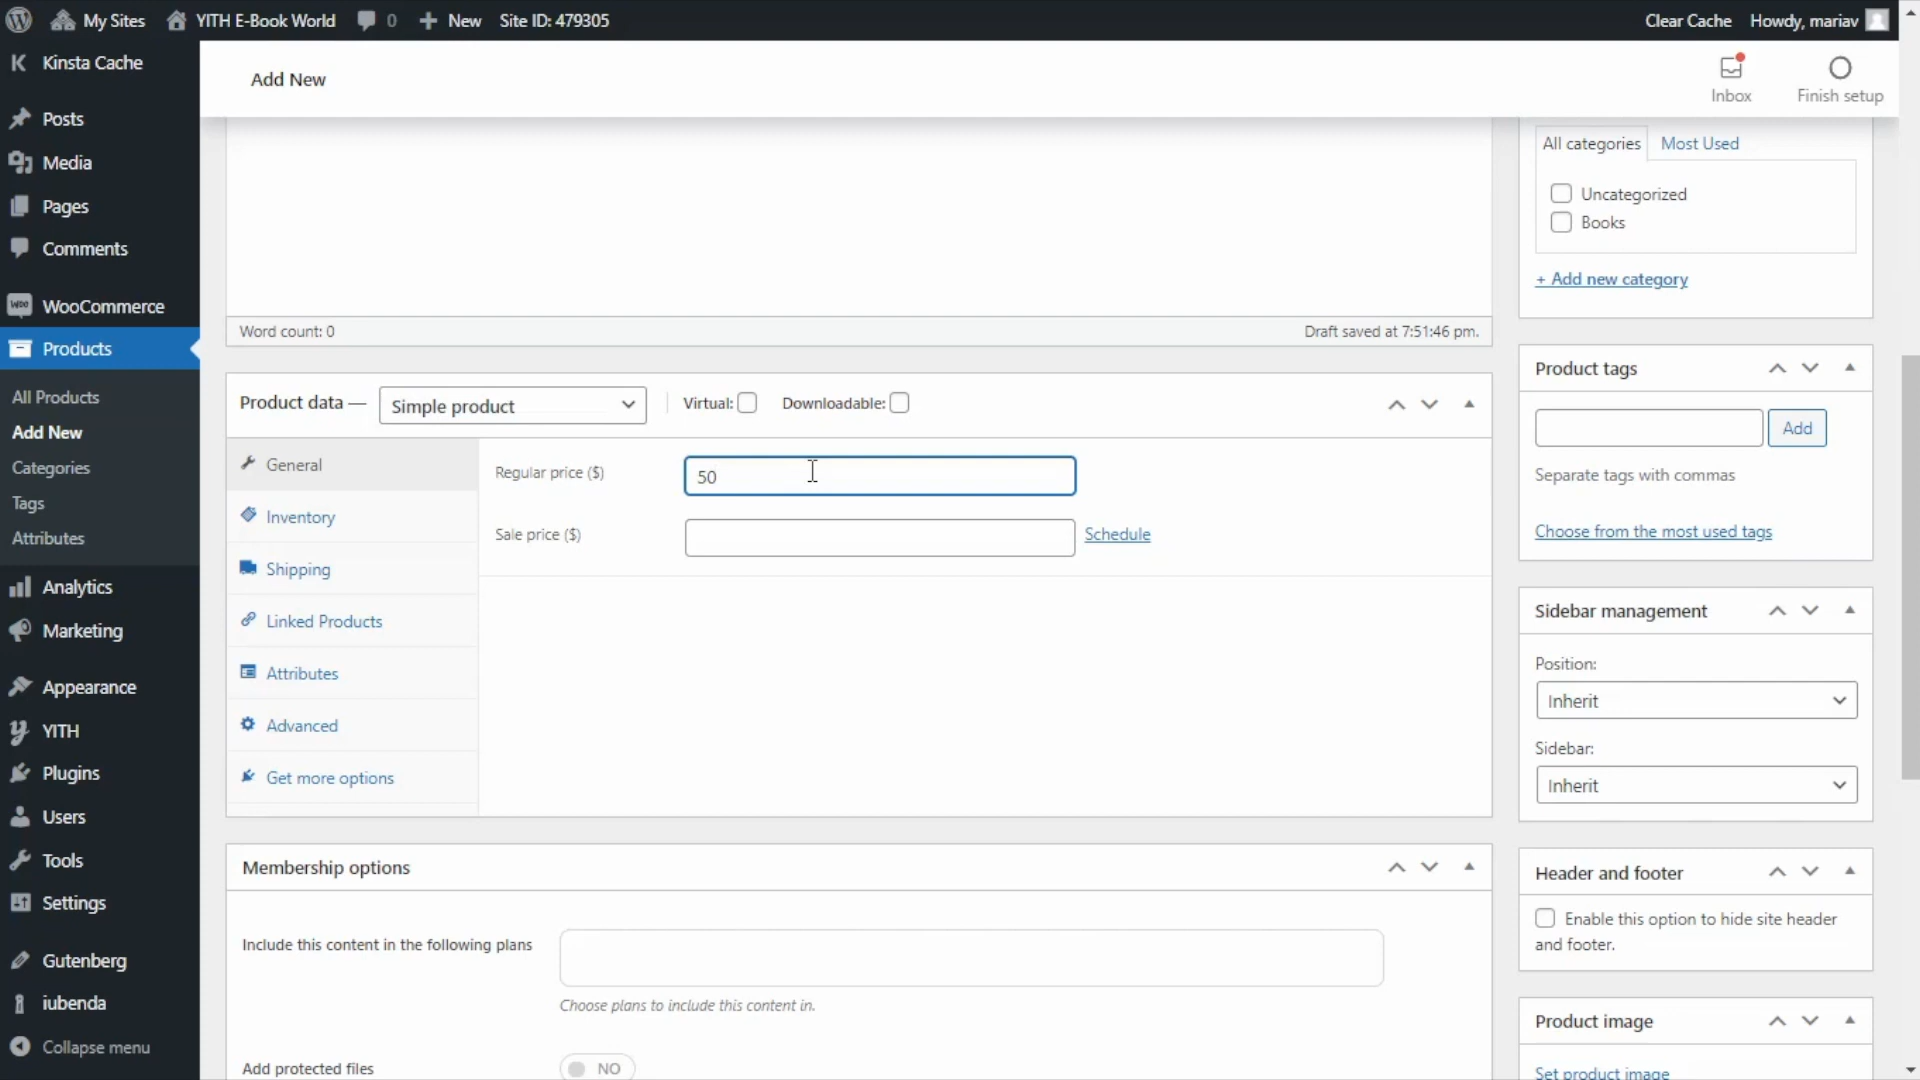 My Sites
YITH E-Book World
0
New
Site ID: 479305
Clear Cache
Howdy, mariav
Kinsta Cache
Posts
Media
Pages
Comments
WooCommerce
Products
All Products
Add New
Categories
Tags
Attributes
Analytics
Marketing
Appearance
YITH
Plugins
Users
Tools
Settings
Gutenberg
iubenda
Collapse menu
Add New
Inbox
Finish setup
Word count: 0
Draft saved at 7:51:46 pm.
Product data —
Simple product
Virtual:
Downloadable:
General
Inventory
Shipping
Linked Products
Attributes
Advanced
Get more options
Regular price ($)
50
Sale price ($)
Schedule
Membership options
Include this content in the following plans
Choose plans to include this content in.
Add protected files
NO
All categories
Most Used
Uncategorized
Books
+ Add new category
Product tags
Add
Separate tags with commas
Choose from the most used tags
Sidebar management
Position:
Inherit
Sidebar:
Inherit
Header and footer
Enable this option to hide site header
and footer.
Product image
Set product image